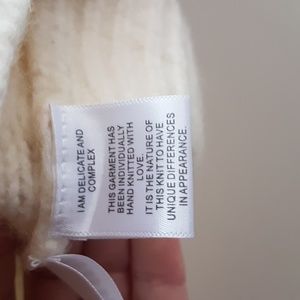 I AM DELICATE AND
COMPLEX
THIS GARMENT HAS
BEEN INDIVIDUALLY
HAND KNITTED WITH
LOVE.
IT IS THE NATURE OF
THIS KNIT TO HAVE
UNIQUE DIFFERENCES
IN APPEARANCE.